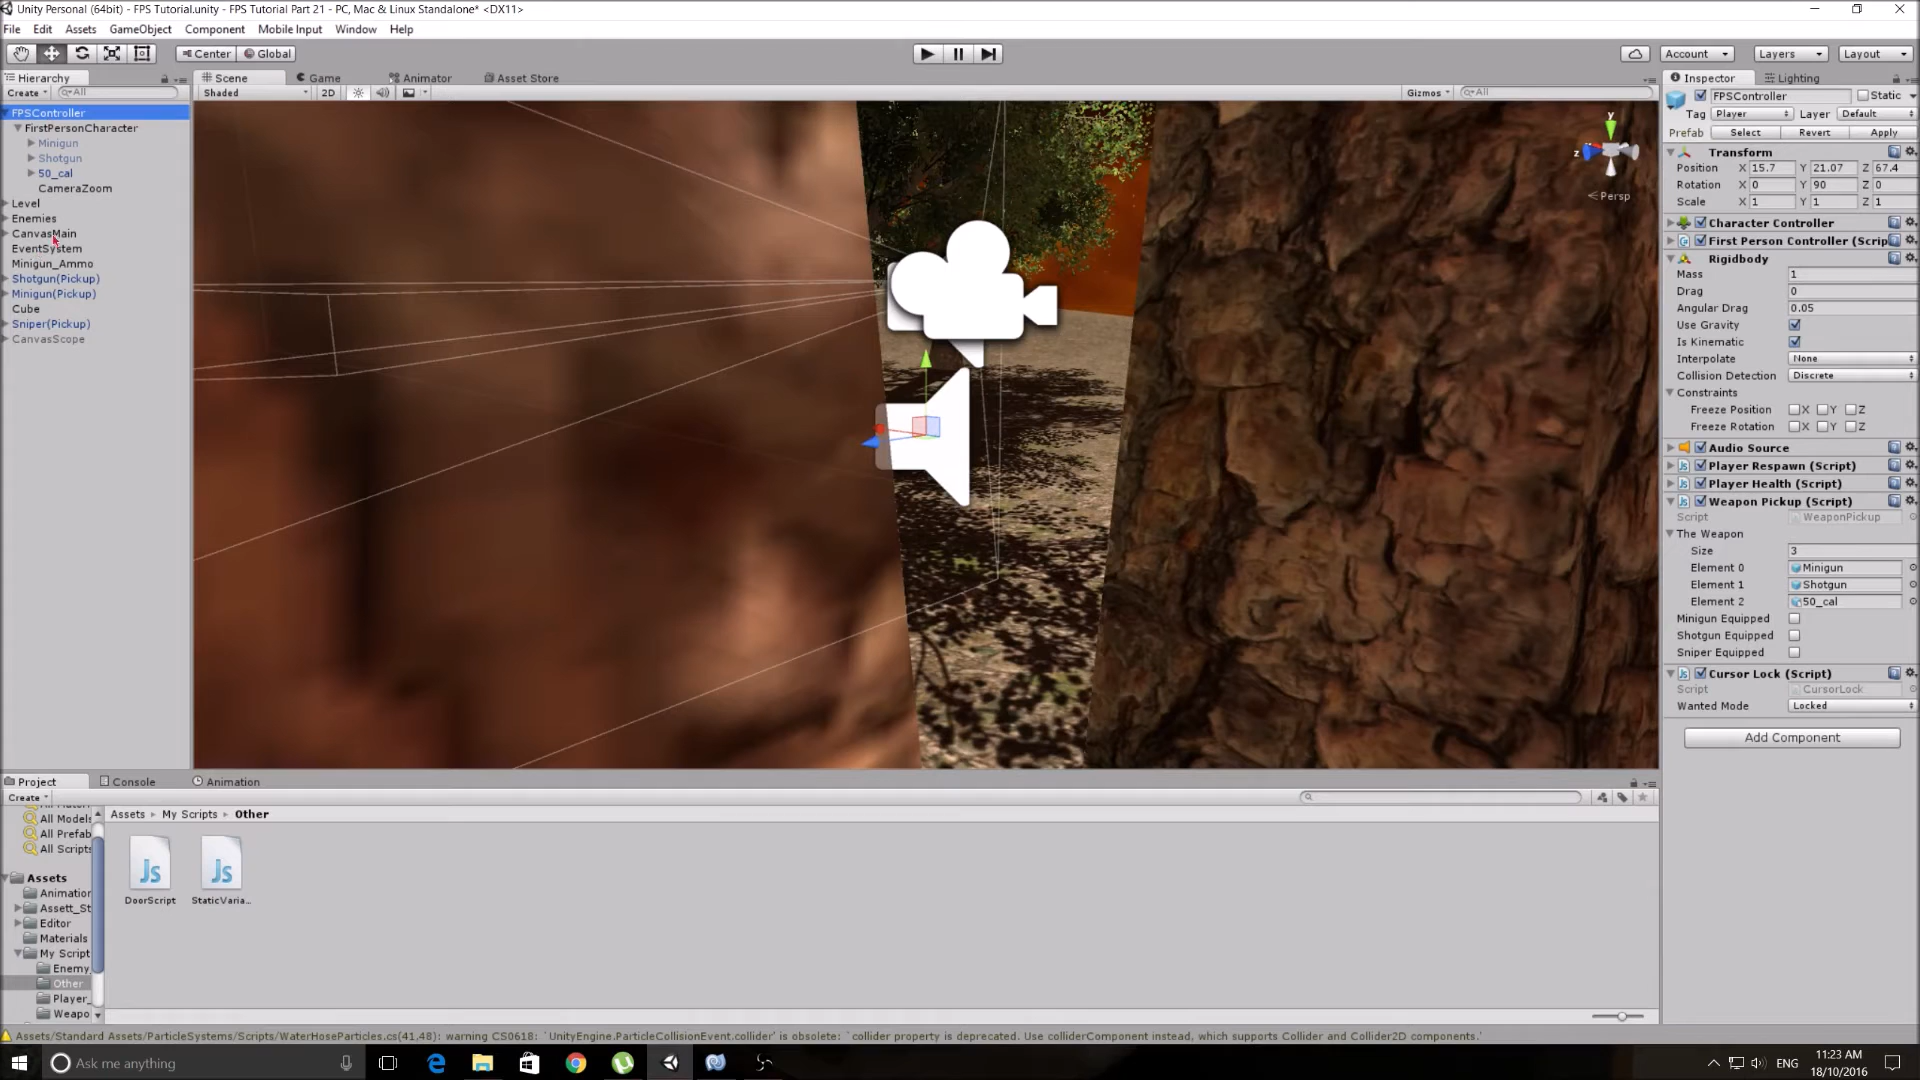 Unity Personal (64bit) - FPS Tutorial.unity - FPS Tutorial Part 21 - PC, Mac & Linux Standalone* <DX11>
File Edit Assets GameObject Component Mobile Input Window Help
Center Global Account Layers Layout
Hierarchy Scene Game Animator Asset Store Inspector Lighting
Create All Shaded 2D Gizmos All
FPSController
FirstPersonCharacter
Minigun
Shotgun
50_cal
CameraZoom
Level
Enemies
CanvasMain
EventSystem
Minigun_Ammo
Shotgun(Pickup)
Minigun(Pickup)
Cube
Sniper(Pickup)
CanvasScope
y
z
Persp
FPSController Static
Tag Player Layer Default
Prefab Select Revert Apply
Transform
Position X 15.7 Y 21.07 Z 67.4
Rotation X 0 Y 90 Z 0
Scale X 1 Y 1 Z 1
Character Controller
First Person Controller (Scrip
Rigidbody
Mass 1
Drag 0
Angular Drag 0.05
Use Gravity
Is Kinematic
Interpolate None
Collision Detection Discrete
Constraints
Freeze Position X Y Z
Freeze Rotation X Y Z
Audio Source
Player Respawn (Script)
Player Health (Script)
Weapon Pickup (Script)
Script WeaponPickup
The Weapon
Size 3
Element 0 Minigun
Element 1 Shotgun
Element 2 50_cal
Minigun Equipped
Shotgun Equipped
Sniper Equipped
Cursor Lock (Script)
Script CursorLock
Wanted Mode Locked
Add Component
Project Console Animation
Create
All Models
All Prefab
All Scripts
Assets
Animation
Assett_St
Editor
Materials
My Script
Enemy_
Other
Player_
Weapo
Assets My Scripts Other
Js Js
DoorScript StaticVaria...
Assets/Standard Assets/ParticleSystems/Scripts/WaterHoseParticles.cs(41,48): warning CS0618: `UnityEngine.ParticleCollisionEvent.collider' is obsolete: `collider property is deprecated. Use colliderComponent instead, which supports Collider and Collider2D components.'
Ask me anything
ENG
11:23 AM
18/10/2016